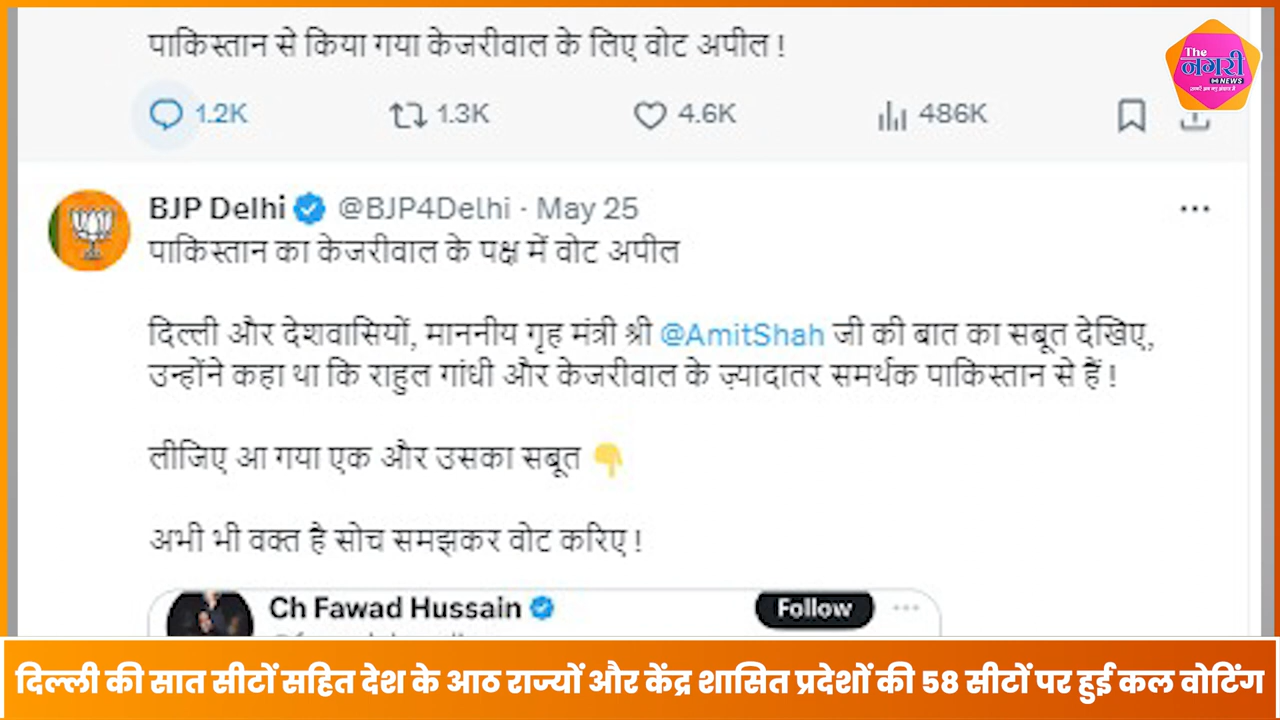 पाकिस्तान से किया गया केजरीवाल के लिए वोट अपील !
The
नगरी
NEWS
1.2K 1.3K 4.6K 486K
BJP Delhi @BJP4Delhi · May 25
पाकिस्तान का केजरीवाल के पक्ष में वोट अपील
दिल्ली और देशवासियों, माननीय गृह मंत्री श्री @AmitShah जी की बात का सबूत देखिए,
उन्होंने कहा था कि राहुल गांधी और केजरीवाल के ज़्यादातर समर्थक पाकिस्तान से हैं !
लीजिए आ गया एक और उसका सबूत 👇
अभी भी वक्त है सोच समझकर वोट करिए !
Ch Fawad Hussain Follow
दिल्ली की सात सीटों सहित देश के आठ राज्यों और केंद्र शासित प्रदेशों की 58 सीटों पर हुई कल वोटिंग